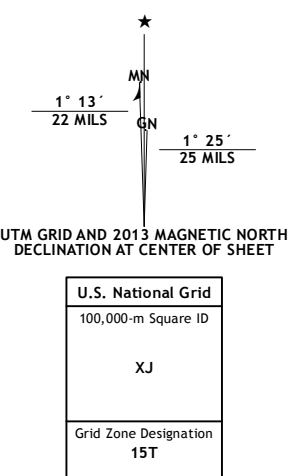 MN
1° 13´
22 MILS
GN
1° 25´
25 MILS
UTM GRID AND 2013 MAGNETIC NORTH
DECLINATION AT CENTER OF SHEET
U.S. National Grid
100,000-m Square ID
XJ
Grid Zone Designation
15T